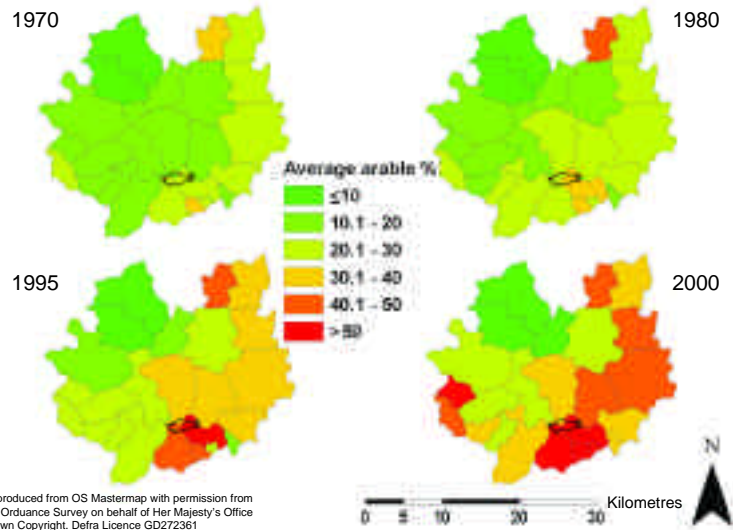 1970
1980
Average arable %
≤10
10.1 - 20
20.1 - 30
30.1 - 40
40.1 - 50
>50
1995
2000
N
roduced from OS Mastermap with permission from
Orduance Survey on behalf of Her Majesty's Office
wn Copyright. Defra Licence GD272361
Kilometres
0 5 10 20 30